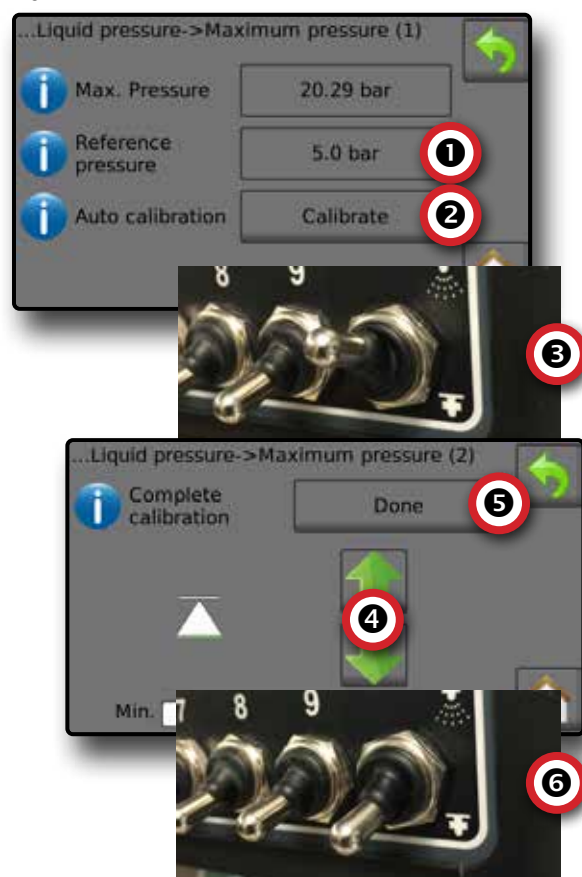 ...Liquid pressure->Maximum pressure (1)
Max. Pressure
20.29 bar
Reference
pressure
5.0 bar
1
Auto calibration
Calibrate
2
8 9
3
...Liquid pressure->Maximum pressure (2)
Complete
calibration
Done
5
4
Min.
7 8 9
6